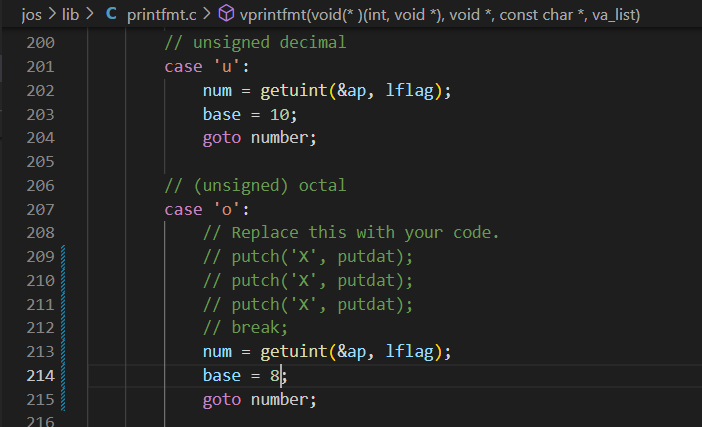 jos > lib > C printfmt.c > vprintfmt(void(* )(int, void *), void *, const char *, va_list)
200 // unsigned decimal
201 case 'u':
202 num = getuint(&ap, lflag);
203 base = 10;
204 goto number;
205
206 // (unsigned) octal
207 case 'o':
208 // Replace this with your code.
209 // putch('X', putdat);
210 // putch('X', putdat);
211 // putch('X', putdat);
212 // break;
213 num = getuint(&ap, lflag);
214 base = 8;
215 goto number;
216